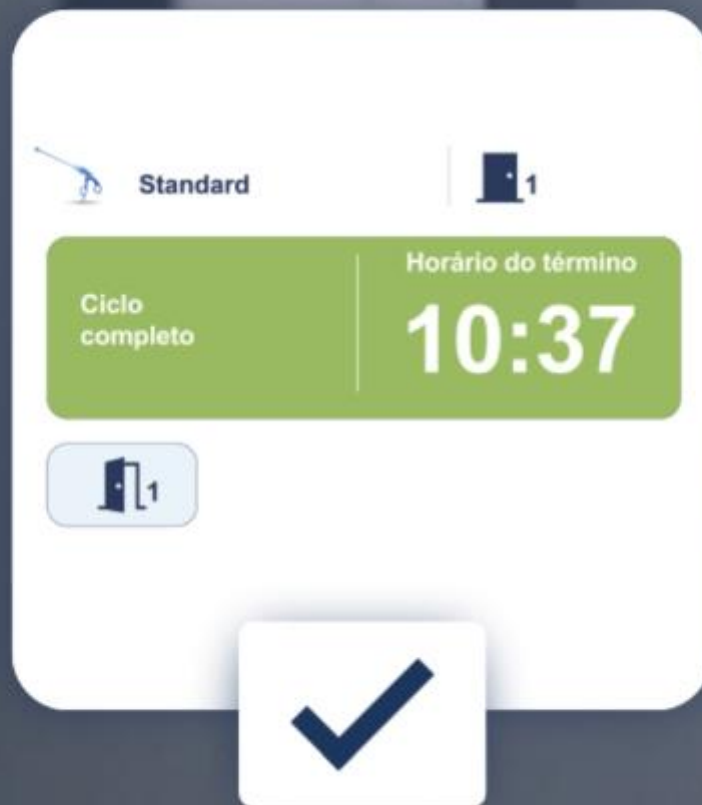 Standard
1
Ciclo
completo
Horário do término
10:37
1